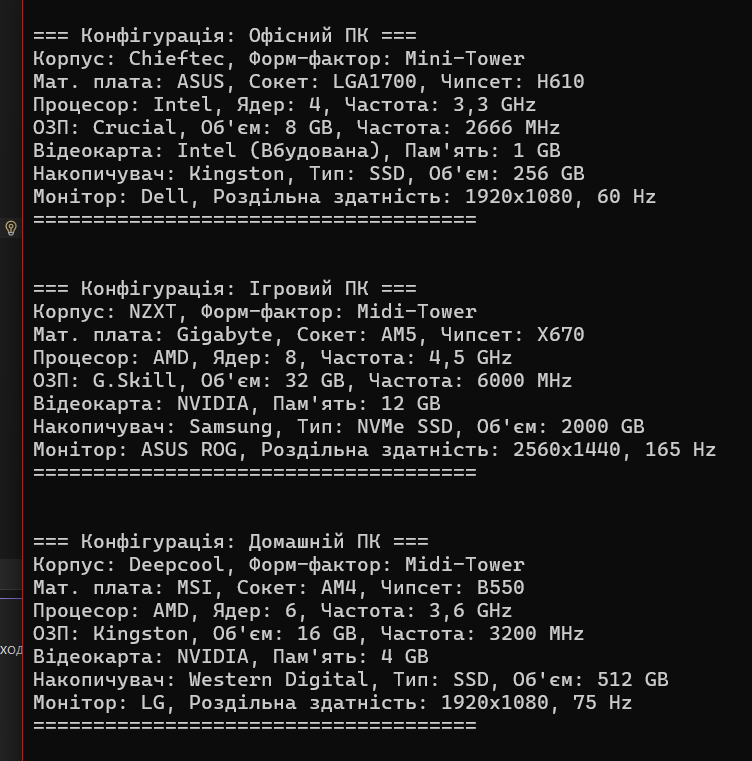 === Конфігурація: Офісний ПК ===
Корпус: Chieftec, Форм-фактор: Mini-Tower
Мат. плата: ASUS, Сокет: LGA1700, Чипсет: H610
Процесор: Intel, Ядер: 4, Частота: 3,3 GHz
ОЗП: Crucial, Об'єм: 8 GB, Частота: 2666 MHz
Відеокарта: Intel (Вбудована), Пам'ять: 1 GB
Накопичувач: Kingston, Тип: SSD, Об'єм: 256 GB
Монітор: Dell, Роздільна здатність: 1920x1080, 60 Hz
=====================================
=== Конфігурація: Ігровий ПК ===
Корпус: NZXT, Форм-фактор: Midi-Tower
Мат. плата: Gigabyte, Сокет: AM5, Чипсет: X670
Процесор: AMD, Ядер: 8, Частота: 4,5 GHz
ОЗП: G.Skill, Об'єм: 32 GB, Частота: 6000 MHz
Відеокарта: NVIDIA, Пам'ять: 12 GB
Накопичувач: Samsung, Тип: NVMe SSD, Об'єм: 2000 GB
Монітор: ASUS ROG, Роздільна здатність: 2560x1440, 165 Hz
=====================================
=== Конфігурація: Домашній ПК ===
Корпус: Deepcool, Форм-фактор: Midi-Tower
Мат. плата: MSI, Сокет: AM4, Чипсет: B550
Процесор: AMD, Ядер: 6, Частота: 3,6 GHz
ОЗП: Kingston, Об'єм: 16 GB, Частота: 3200 MHz
Відеокарта: NVIDIA, Пам'ять: 4 GB
Накопичувач: Western Digital, Тип: SSD, Об'єм: 512 GB
Монітор: LG, Роздільна здатність: 1920x1080, 75 Hz
=====================================